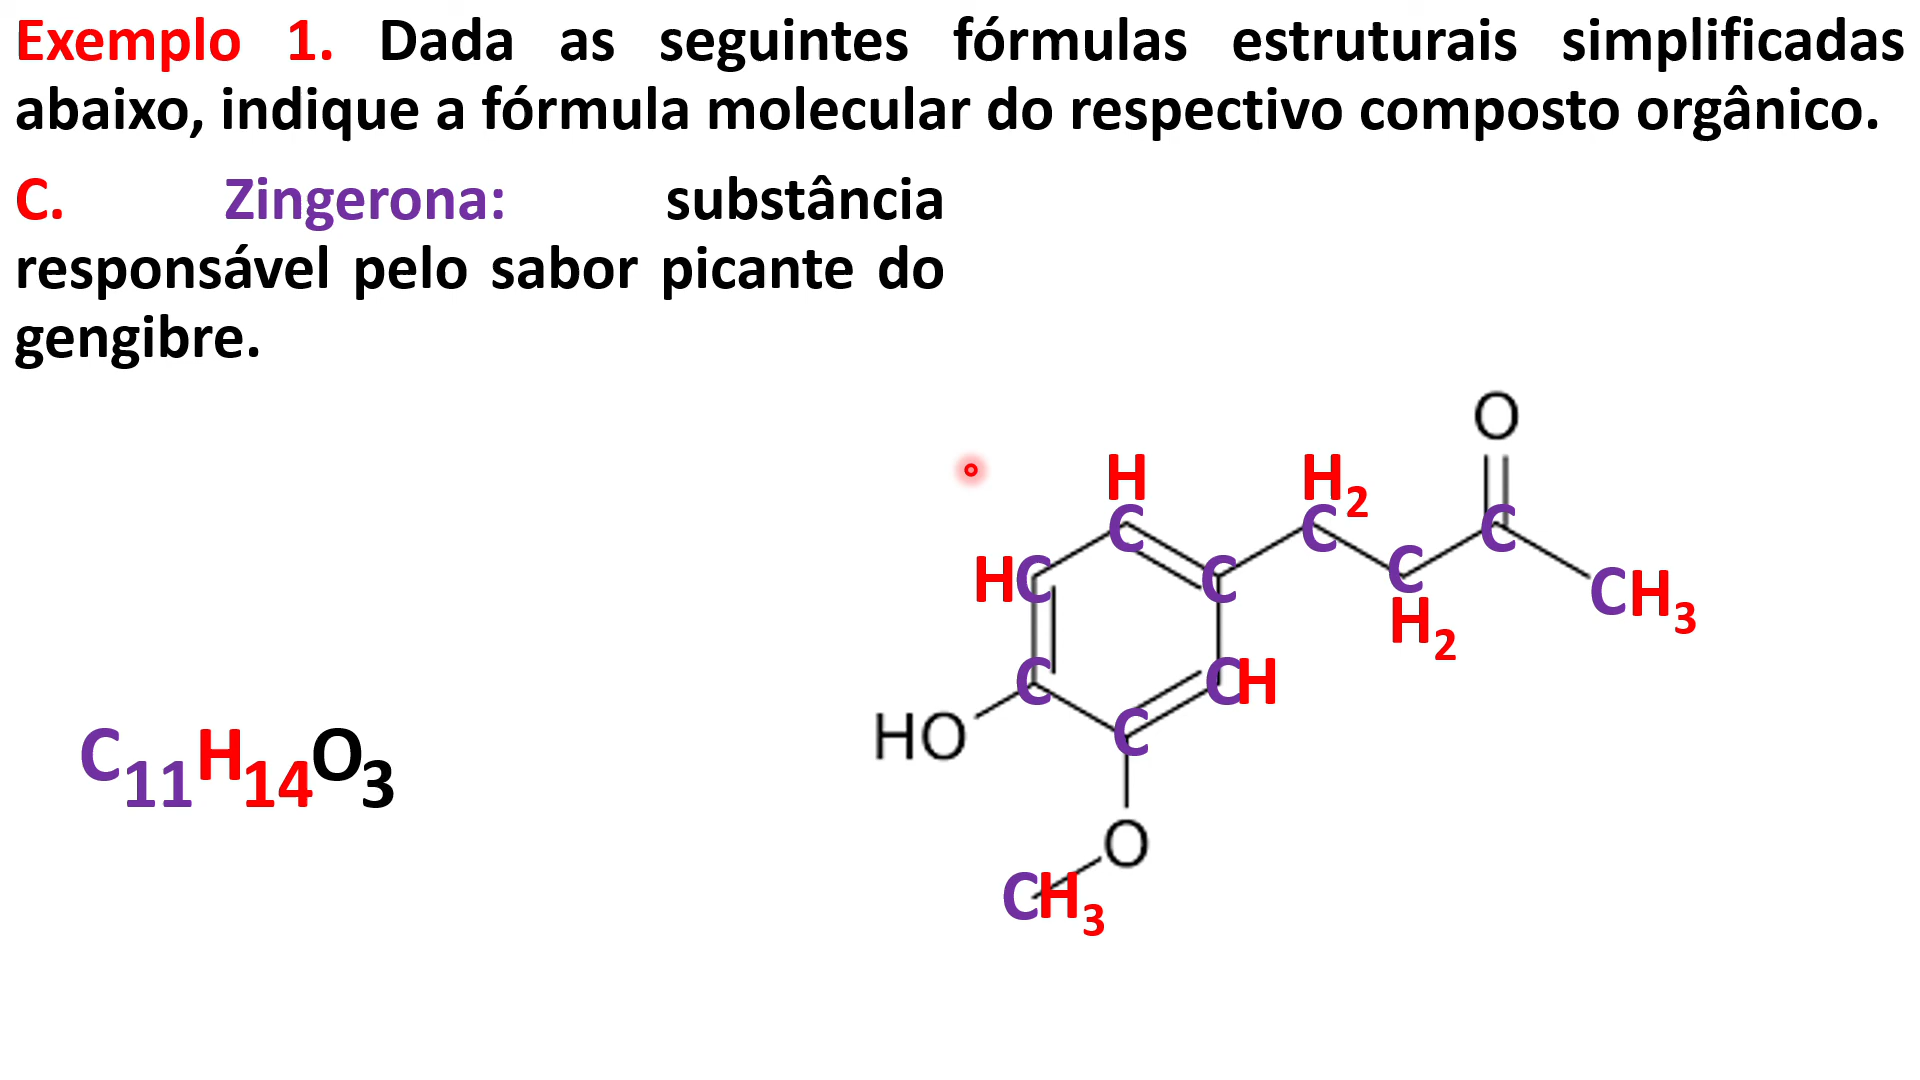 Exemplo 1. Dada as seguintes fórmulas estruturais simplificadas
abaixo, indique a fórmula molecular do respectivo composto orgânico.
C. Zingerona: substância
responsável pelo sabor picante do
gengibre.
O
H H₂
C C C
HC C C CH₃
H₂
C CH
HO C
C₁₁H₁₄O₃
O
CH₃